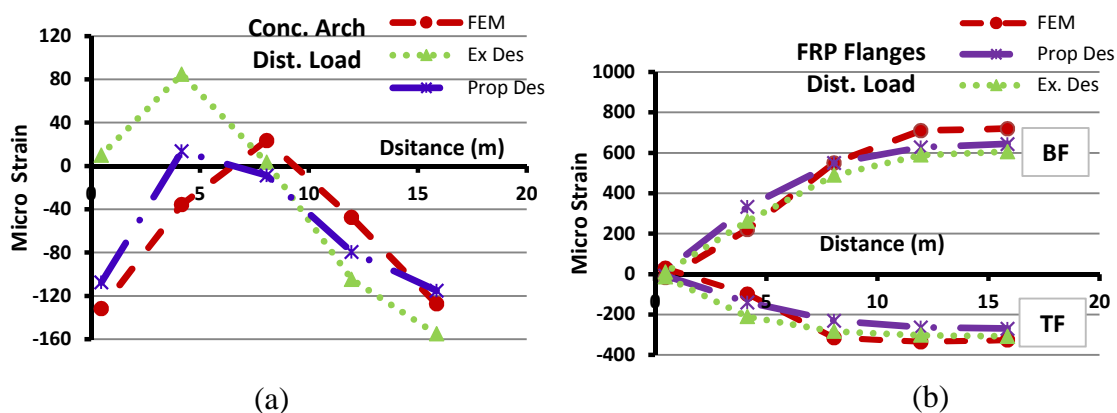 Conc. Arch
Dist. Load
FEM
Ex Des
Prop Des
120
80
40
0
-40
-80
-120
-160
Micro Strain
0
5
10
15
Dsitance (m)
(a)
FRP Flanges
Dist. Load
FEM
Prop Des
Ex. Des
1000
800
600
400
200
0
-200
-400
Micro Strain
0
5
10
15
20
Distance (m)
BF
TF
(b)